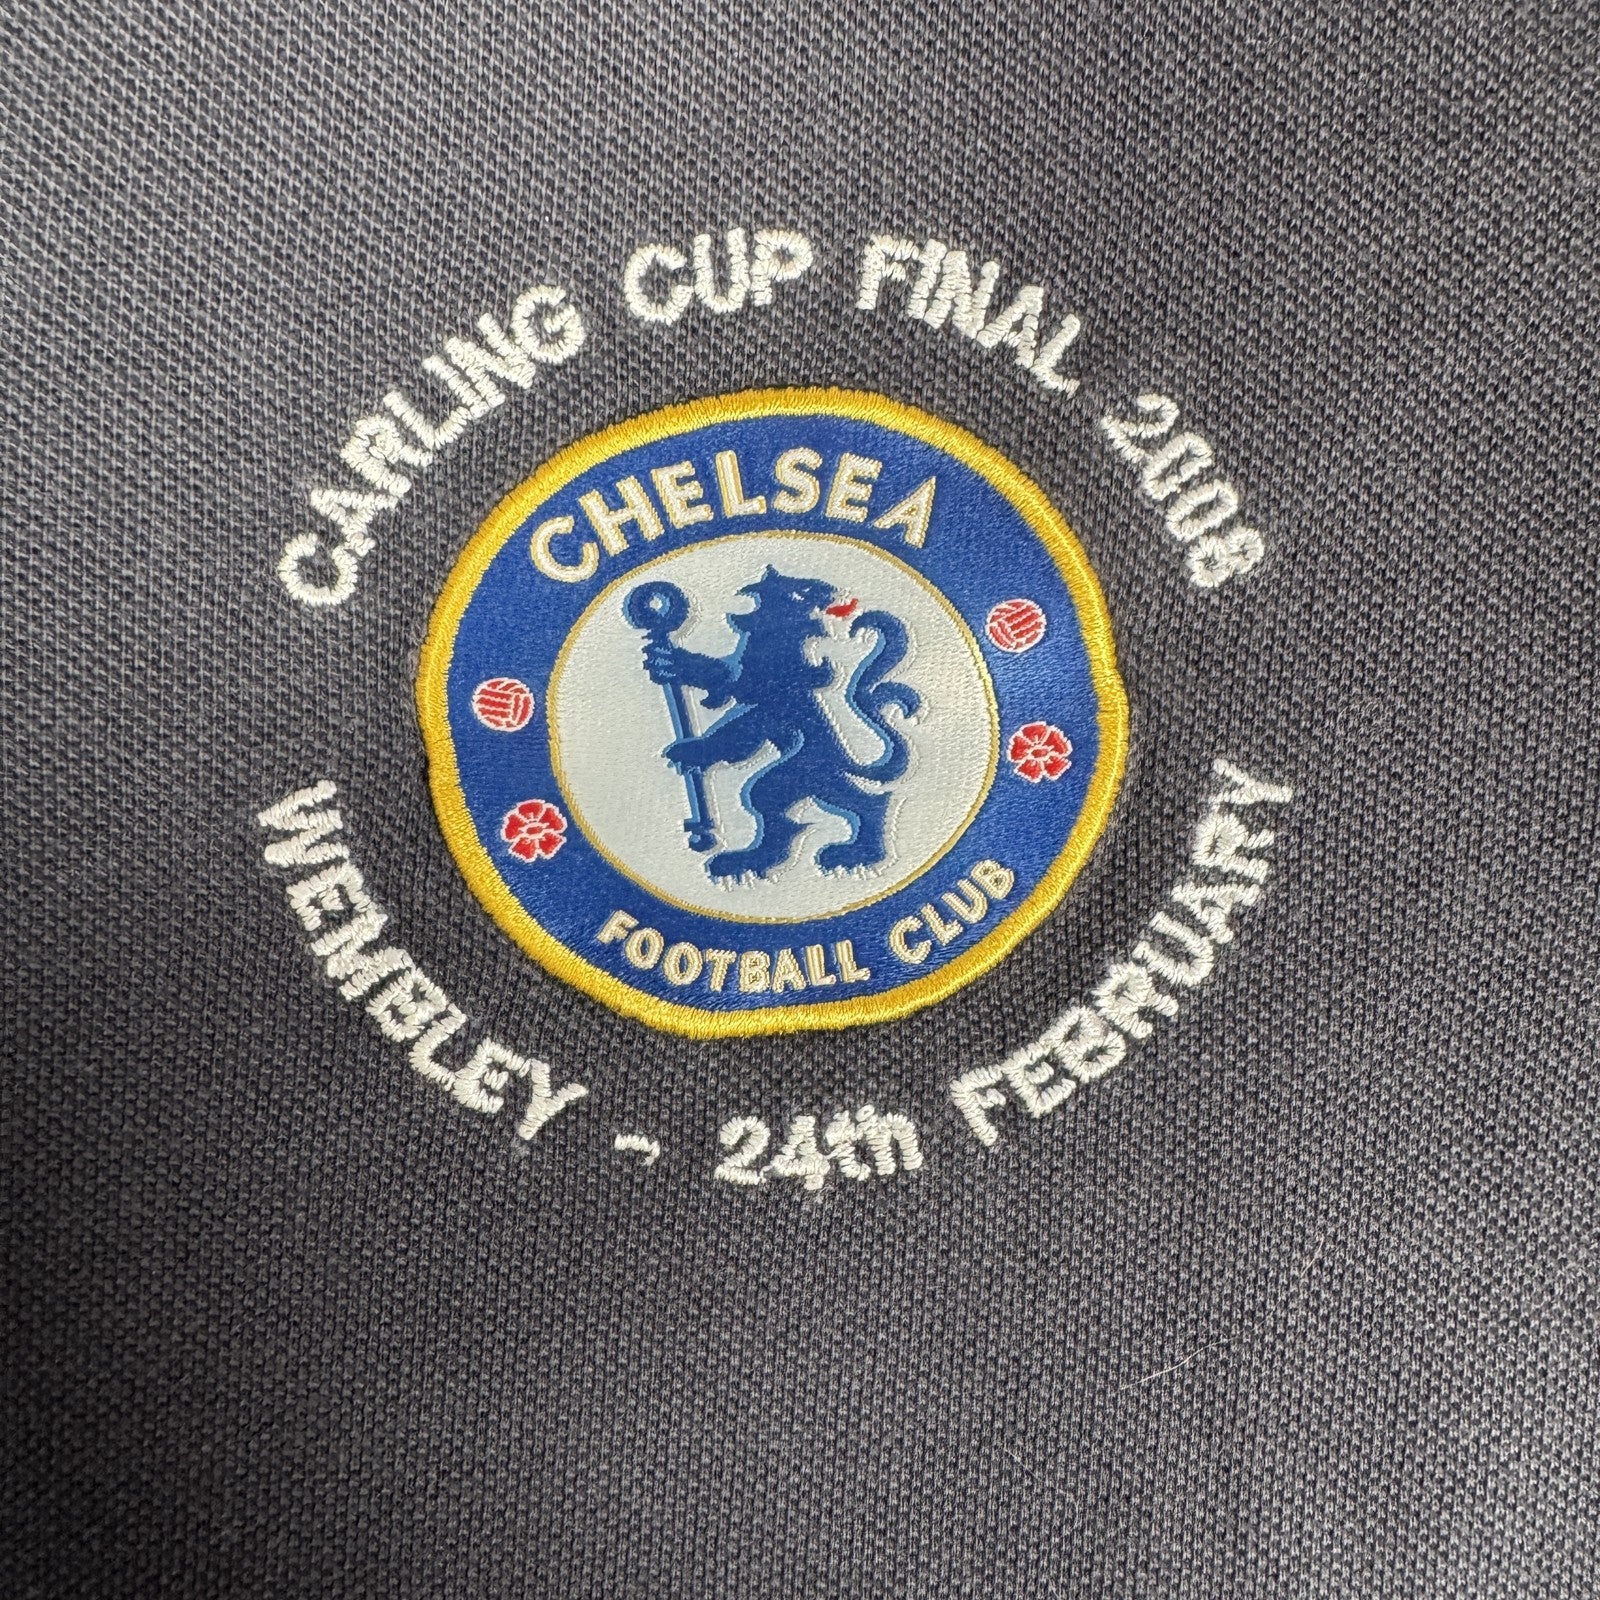 CARLING CUP FINAL 2008
CHELSEA
FOOTBALL CLUB
WEMBLEY - 24th FEBRUARY